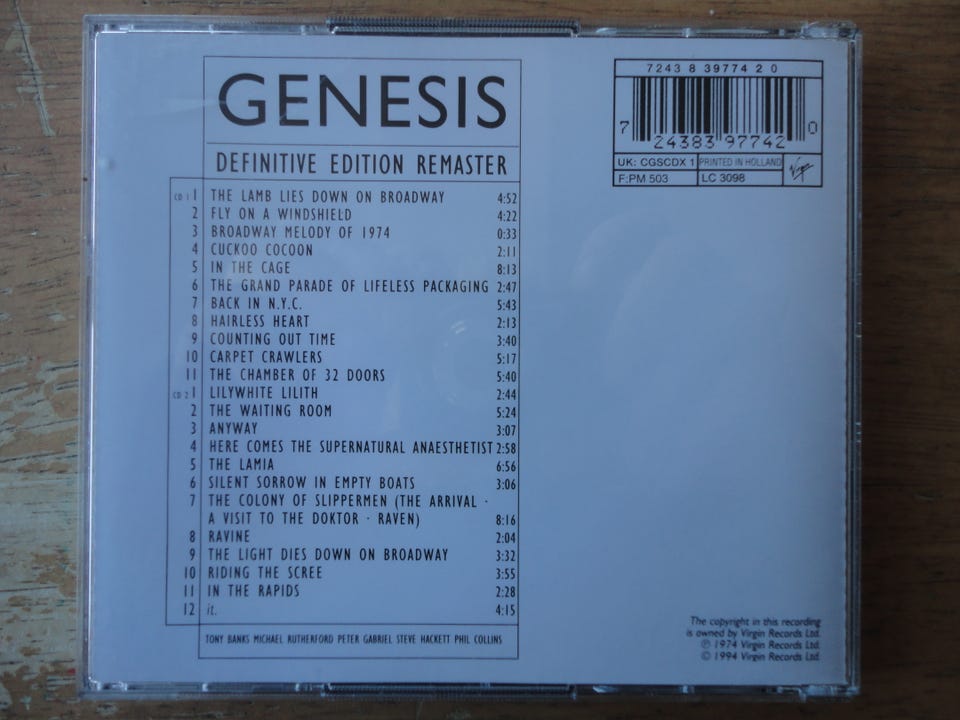 GENESIS
DEFINITIVE EDITION REMASTER
CD 1 1 THE LAMB LIES DOWN ON BROADWAY 4:52
2 FLY ON A WINDSHIELD 4:22
3 BROADWAY MELODY OF 1974 0:33
4 CUCKOO COCOON 2:11
5 IN THE CAGE 8:13
6 THE GRAND PARADE OF LIFELESS PACKAGING 2:47
7 BACK IN N.Y.C. 5:43
8 HAIRLESS HEART 2:13
9 COUNTING OUT TIME 3:40
10 CARPET CRAWLERS 5:17
11 THE CHAMBER OF 32 DOORS 5:40
CD 2 1 LILYWHITE LILITH 2:44
2 THE WAITING ROOM 5:24
3 ANYWAY 3:07
4 HERE COMES THE SUPERNATURAL ANAESTHETIST 2:58
5 THE LAMIA 6:56
6 SILENT SORROW IN EMPTY BOATS 3:06
7 THE COLONY OF SLIPPERMEN (THE ARRIVAL ·
A VISIT TO THE DOKTOR · RAVEN) 8:16
8 RAVINE 2:04
9 THE LIGHT DIES DOWN ON BROADWAY 3:32
10 RIDING THE SCREE 3:55
11 IN THE RAPIDS 2:28
12 it. 4:15
TONY BANKS MICHAEL RUTHERFORD PETER GABRIEL STEVE HACKETT PHIL COLLINS
7243 8 39774 2 0
7 24383 97742 0
UK: CGSCDX 1 PRINTED IN HOLLAND
F:PM 503 LC 3098
Virgin
The copyright in this recording
is owned by Virgin Records Ltd.
℗ 1974 Virgin Records Ltd.
© 1994 Virgin Records Ltd.